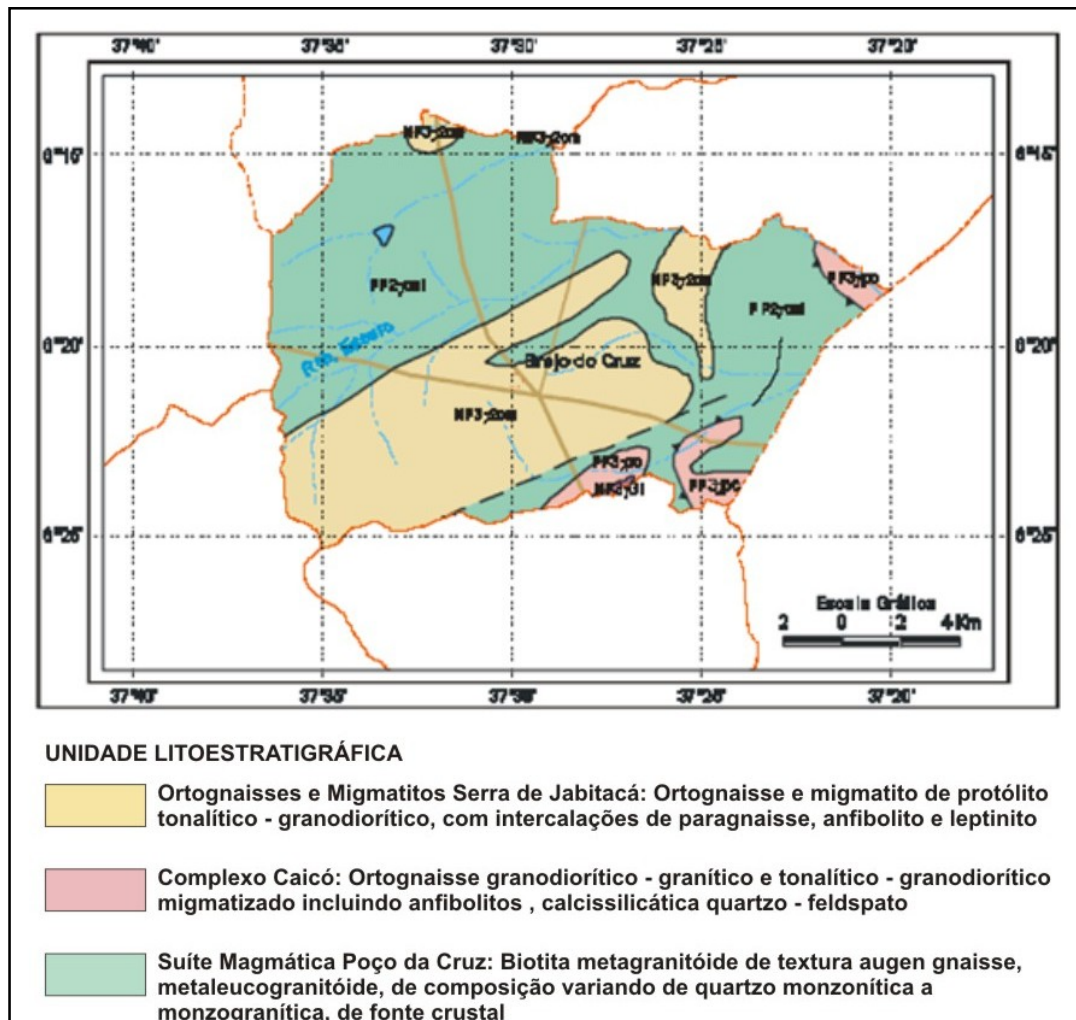 37°40' 37°35' 37°30' 37°25' 37°20'
6°15' 6°15'
6°20' Brejo do Cruz 6°20'
6°25' 6°25'
Escala Gráfica
2 0 2 4 Km
37°40' 37°35' 37°30' 37°25' 37°20'
UNIDADE LITOESTRATIGRÁFICA
Ortognaisses e Migmatitos Serra de Jabitacá: Ortognaisse e migmatito de protólito
tonalítico - granodiorítico, com intercalações de paragnaisse, anfibolito e leptinito
Complexo Caicó: Ortognaisse granodiorítico - granítico e tonalítico - granodiorítico
migmatizado incluindo anfibolitos , calcissilicática quartzo - feldspato
Suíte Magmática Poço da Cruz: Biotita metagranitóide de textura augen gnaisse,
metaleucogranitóide, de composição variando de quartzo monzonítica a
monzogranítica, de fonte crustal